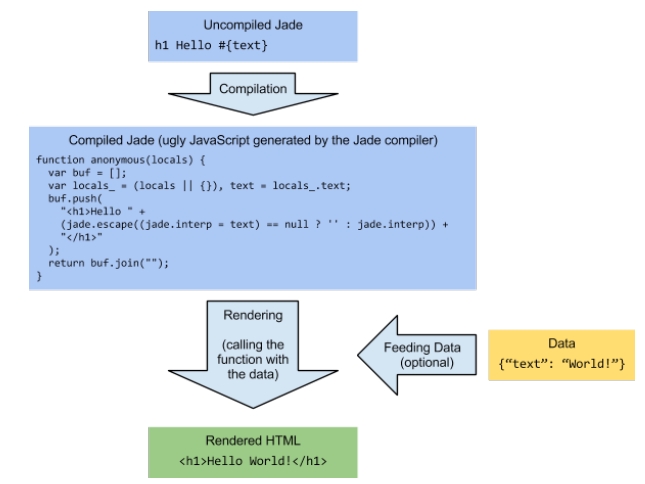 Uncompiled Jade
h1 Hello #{text}
Compilation
Compiled Jade (ugly JavaScript generated by the Jade compiler)
function anonymous(locals) {
  var buf = [];
  var locals_ = (locals || {}), text = locals_.text;
  buf.push(
    "<h1>Hello " +
    (jade.escape((jade.interp = text) == null ? '' : jade.interp)) +
    "</h1>"
  );
  return buf.join("");
}
Rendering
(calling the
function with
the data)
Feeding Data
(optional)
Data
{“text”: “World!”}
Rendered HTML
<h1>Hello World!</h1>